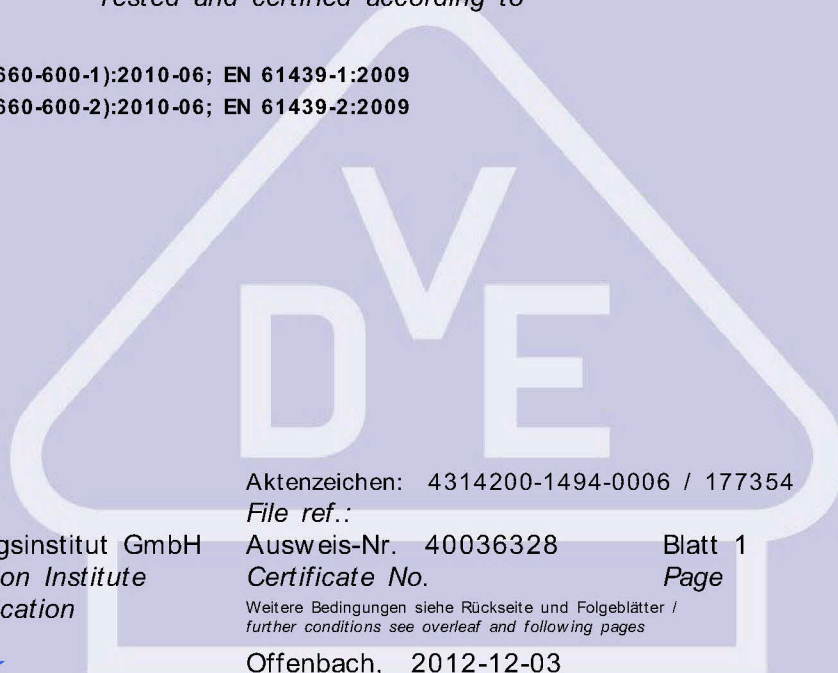 Tested and certified according to
660-600-1):2010-06; EN 61439-1:2009
660-600-2):2010-06; EN 61439-2:2009
V
D E
Aktenzeichen: 4314200-1494-0006 / 177354
File ref.:
gsinstitut GmbH Ausweis-Nr. 40036328 Blatt 1
on Institute Certificate No. Page
cation Weitere Bedingungen siehe Rückseite und Folgeblätter /
further conditions see overleaf and following pages
Offenbach, 2012-12-03